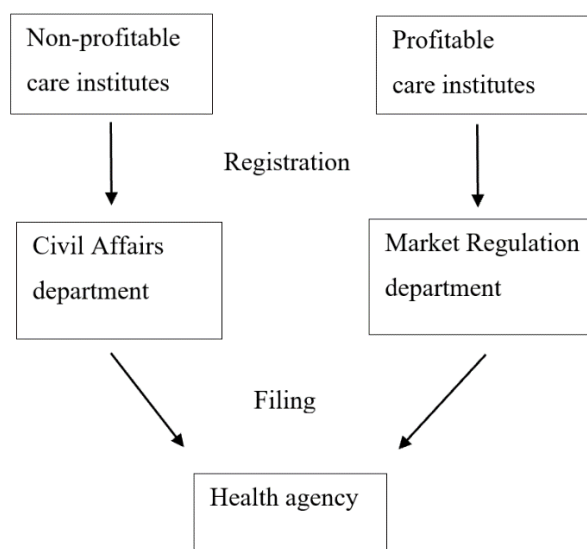 Non-profitable
care institutes
Profitable
care institutes
Registration
Civil Affairs
department
Market Regulation
department
Filing
Health agency